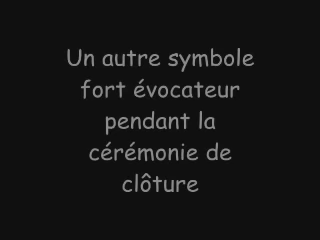 Un autre symbole
fort évocateur
pendant la
cérémonie de
clôture